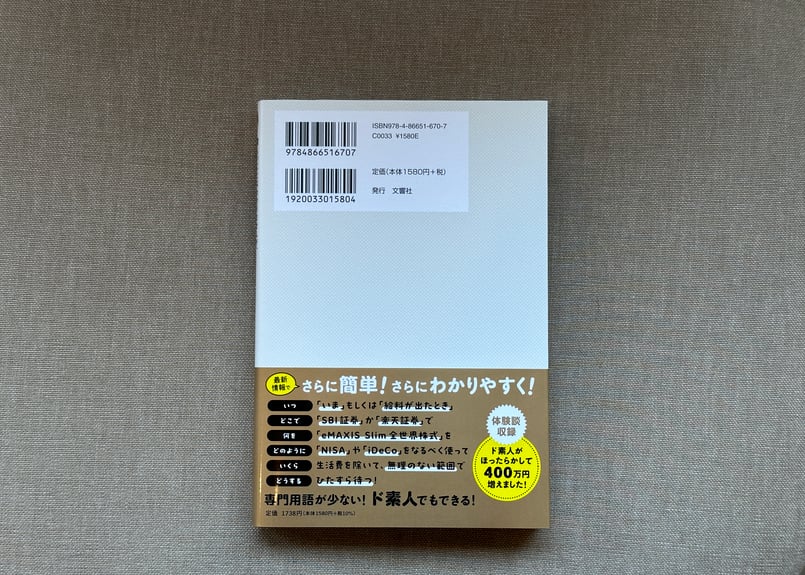 ISBN978-4-86651-670-7
C0033 ¥1580E
9784866516707
定価(本体1580円+税)
発行 文響社
1920033015804
最新
情報で
さらに簡単!さらにわかりやすく!
いつ 「いま」もしくは「給料が出たとき」
どこで 「SBI証券」か「楽天証券」で
何を 「eMAXIS Slim 全世界株式」を
どのように 「NISA」や「iDeCo」をなるべく使って
いくら 生活費を除いて、無理のない範囲で
どうする ひたすら待つ!
体験談
収録
ド素人が
ほったらかして
400万円
増えました!
専門用語が少ない!ド素人でもできる!
定価 1738円(本体1580円+税10%)